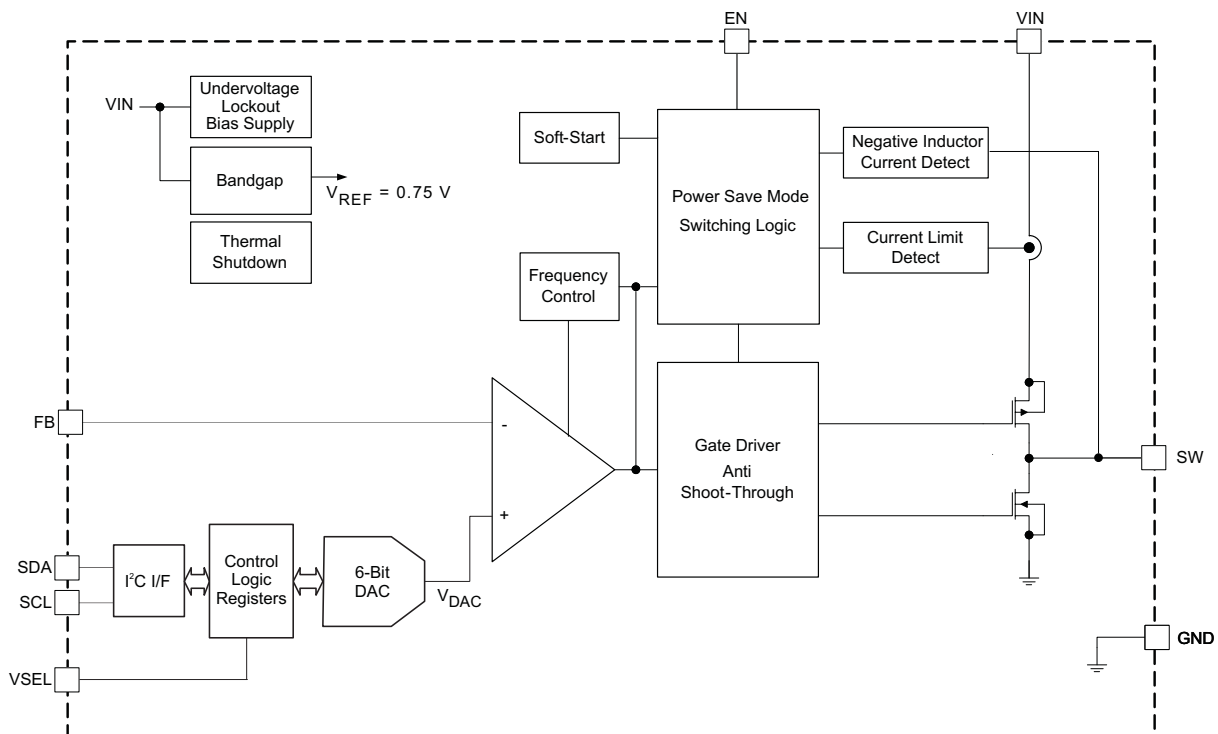 EN
VIN
VIN
Undervoltage
Lockout
Bias Supply
Bandgap
V_REF = 0.75 V
Thermal
Shutdown
Soft-Start
Power Save Mode
Switching Logic
Negative Inductor
Current Detect
Current Limit
Detect
Frequency
Control
FB
-
+
Gate Driver
Anti
Shoot-Through
SW
SDA
SCL
I²C I/F
Control
Logic
Registers
6-Bit
DAC
V_DAC
VSEL
GND